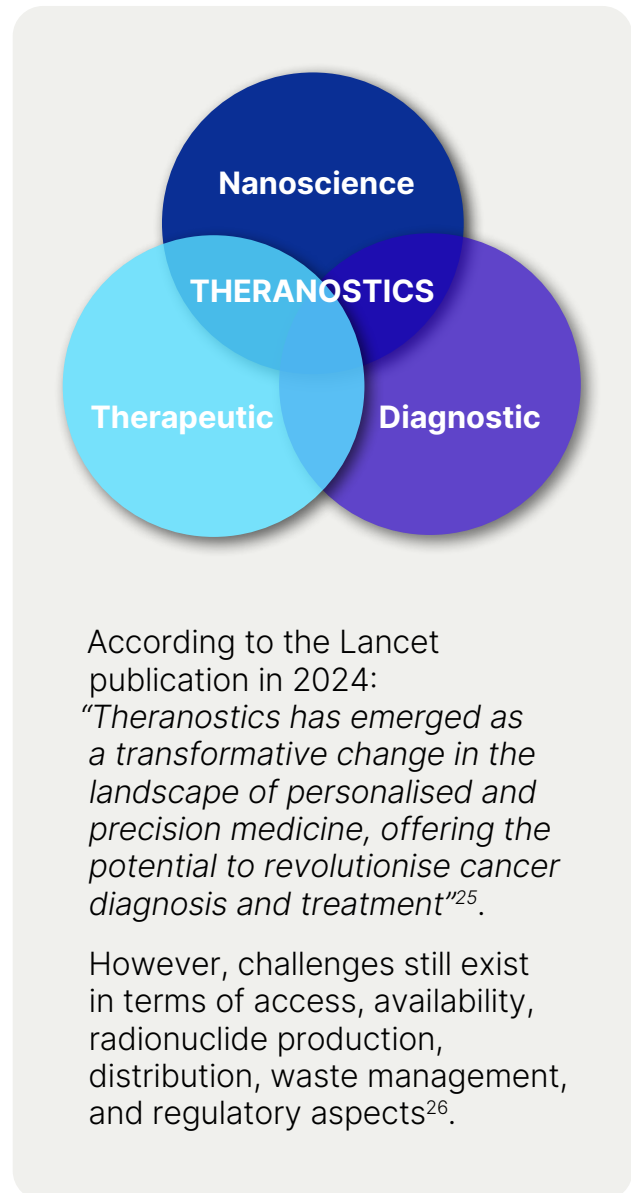 Nanoscience
THERANOSTICS
Therapeutic
Diagnostic
According to the Lancet
publication in 2024:
“Theranostics has emerged as
a transformative change in the
landscape of personalised and
precision medicine, offering the
potential to revolutionise cancer
diagnosis and treatment”²⁵.
However, challenges still exist
in terms of access, availability,
radionuclide production,
distribution, waste management,
and regulatory aspects²⁶.